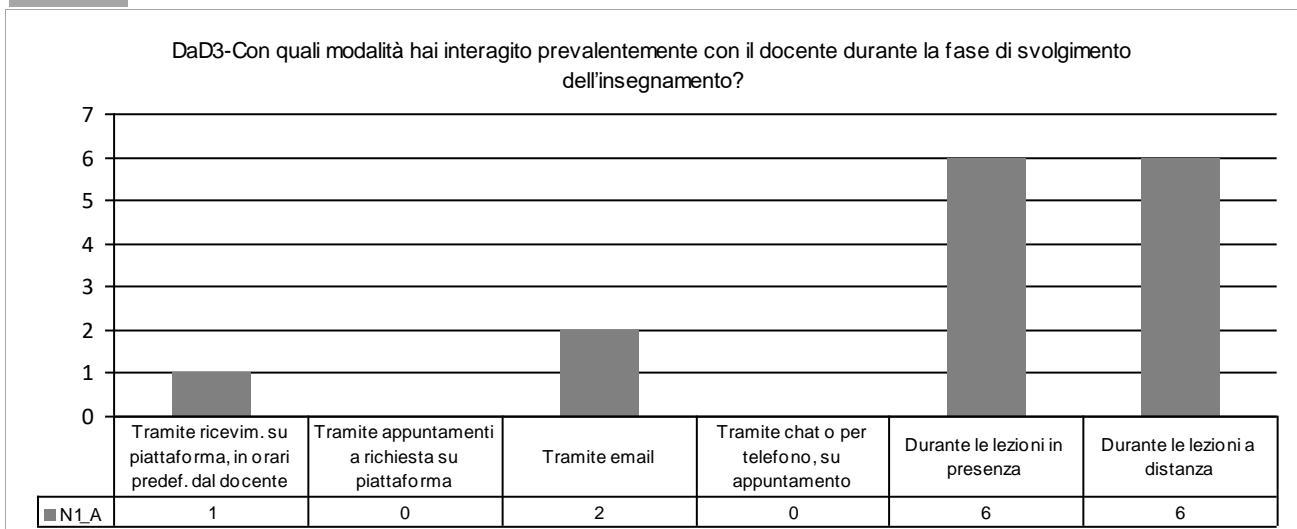 DaD3-Con quali modalità hai interagito prevalentemente con il docente durante la fase di svolgimento
dell'insegnamento?
7
6
5
4
3
2
1
0
Tramite ricevim. su
piattaforma, in orari
predef. dal docente
Tramite appuntamenti
a richiesta su
piattaforma
Tramite email
Tramite chat o per
telefono, su
appuntamento
Durante le lezioni in
presenza
Durante le lezioni a
distanza
N1_A 1 0 2 0 6 6